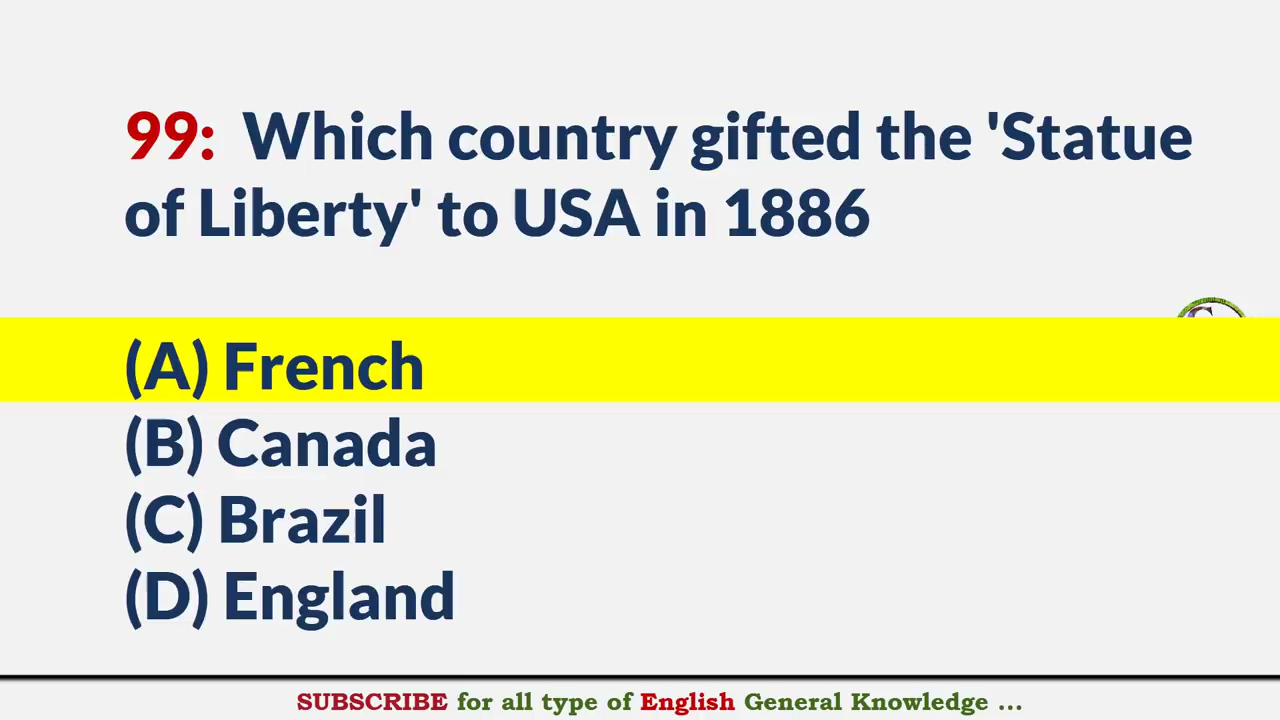 99: Which country gifted the 'Statue
of Liberty' to USA in 1886
(A) French
(B) Canada
(C) Brazil
(D) England
SUBSCRIBE for all type of English General Knowledge ...